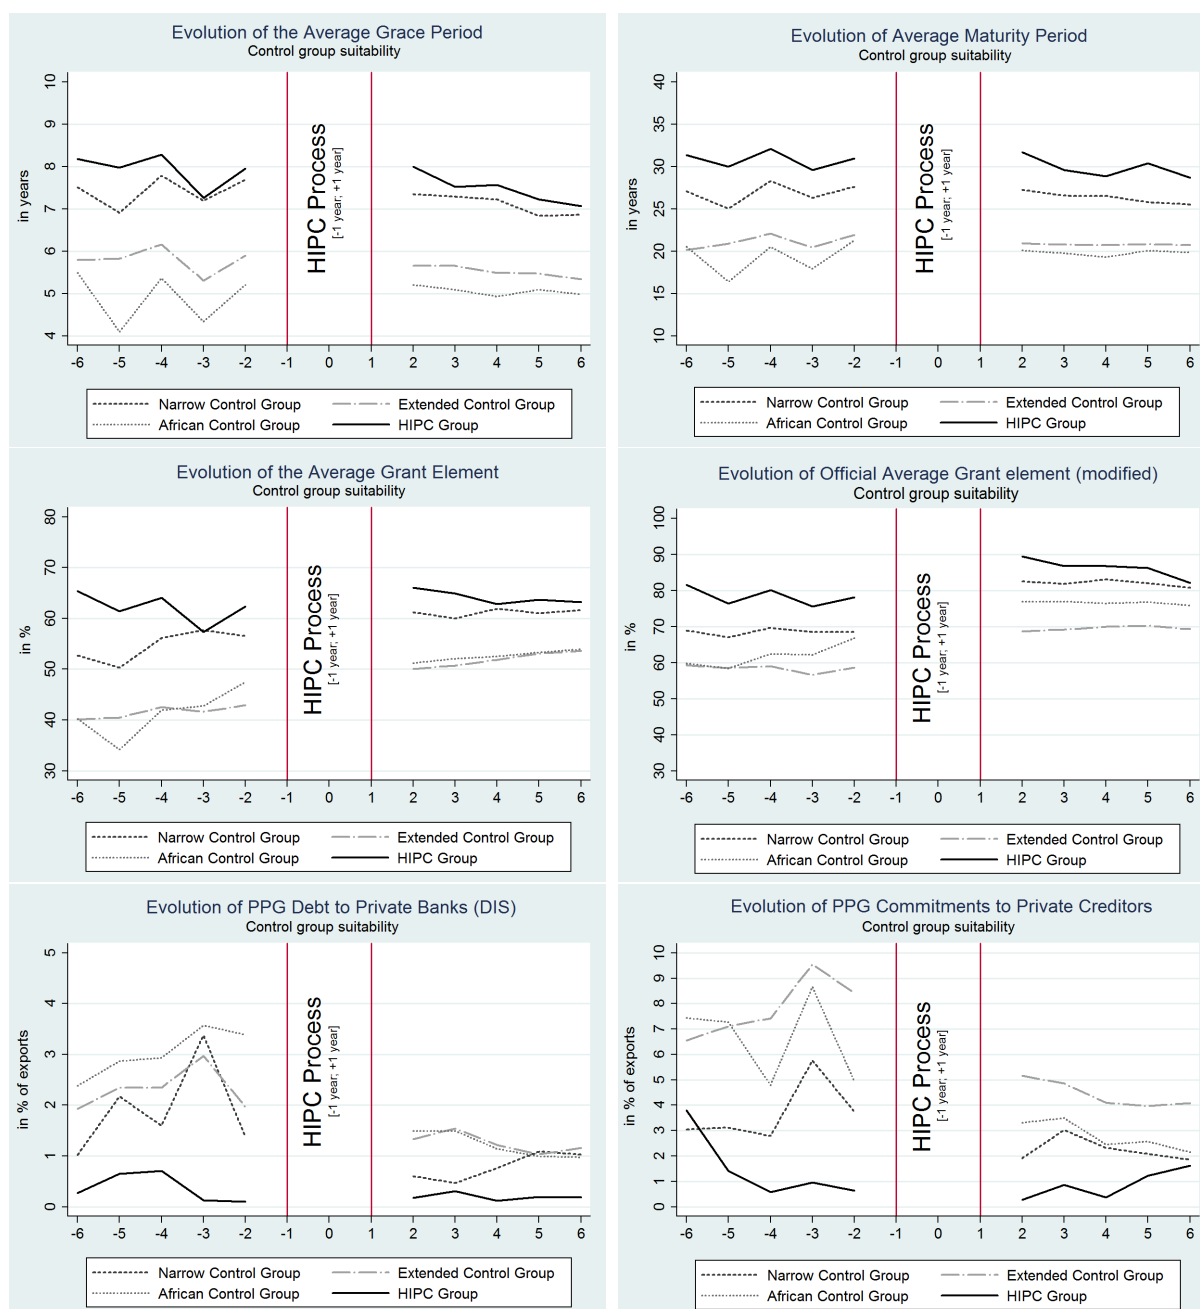 Evolution of the Average Grace Period
Control group suitability
in years
10
9
8
7
6
5
4
HIPC Process
[-1 year; +1 year]
-6 -5 -4 -3 -2 -1 0 1 2 3 4 5 6
Narrow Control Group Extended Control Group
African Control Group HIPC Group
Evolution of Average Maturity Period
Control group suitability
in years
40
35
30
25
20
15
10
HIPC Process
[-1 year; +1 year]
-6 -5 -4 -3 -2 -1 0 1 2 3 4 5 6
Narrow Control Group Extended Control Group
African Control Group HIPC Group
Evolution of the Average Grant Element
Control group suitability
in %
80
70
60
50
40
30
HIPC Process
[-1 year; +1 year]
-6 -5 -4 -3 -2 -1 0 1 2 3 4 5 6
Narrow Control Group Extended Control Group
African Control Group HIPC Group
Evolution of Official Average Grant element (modified)
Control group suitability
in %
100
90
80
70
60
50
40
30
HIPC Process
[-1 year; +1 year]
-6 -5 -4 -3 -2 -1 0 1 2 3 4 5 6
Narrow Control Group Extended Control Group
African Control Group HIPC Group
Evolution of PPG Debt to Private Banks (DIS)
Control group suitability
in % of exports
5
4
3
2
1
0
HIPC Process
[-1 year; +1 year]
-6 -5 -4 -3 -2 -1 0 1 2 3 4 5 6
Narrow Control Group Extended Control Group
African Control Group HIPC Group
Evolution of PPG Commitments to Private Creditors
Control group suitability
in % of exports
10
9
8
7
6
5
4
3
2
1
0
HIPC Process
[-1 year; +1 year]
-6 -5 -4 -3 -2 -1 0 1 2 3 4 5 6
Narrow Control Group Extended Control Group
African Control Group HIPC Group